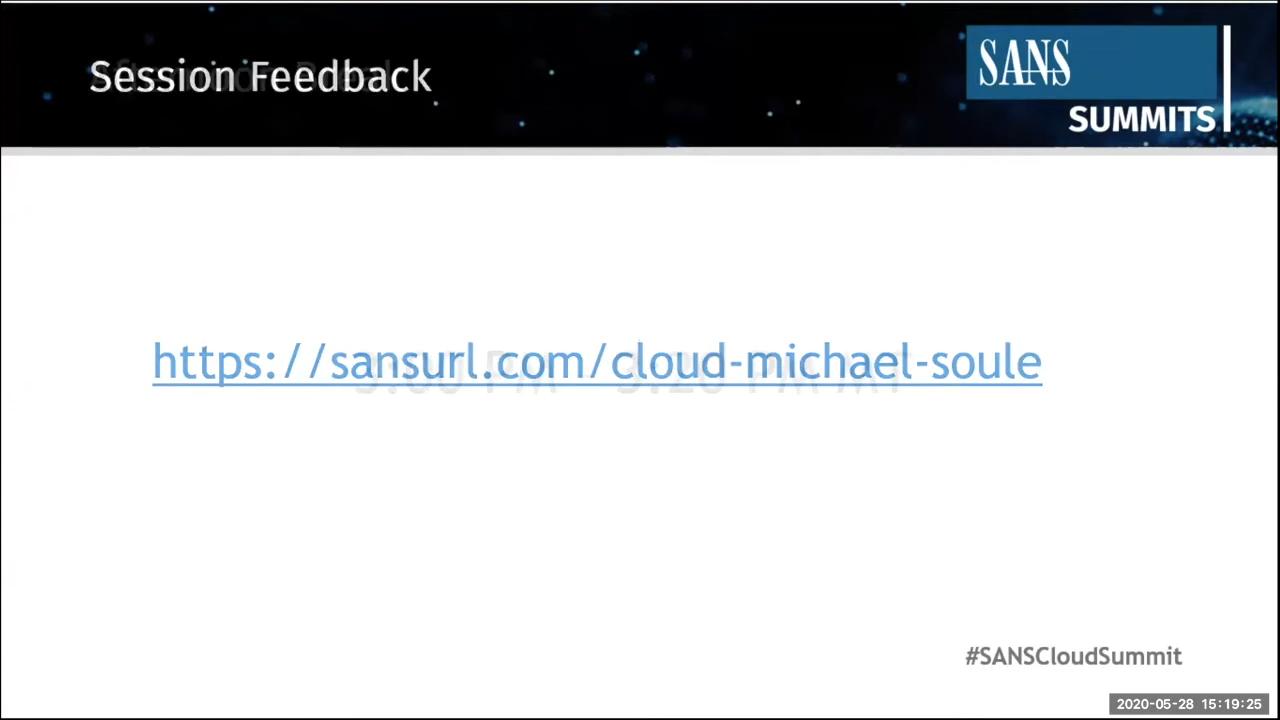 Session Feedback
SANS
SUMMITS
https://sansurl.com/cloud-michael-soule
#SANSCloudSummit
2020-05-28 15:19:25